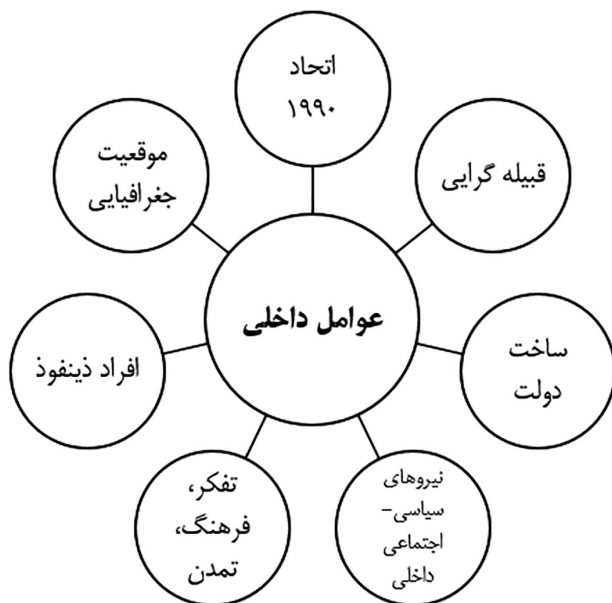 اتحاد
۱۹۹۰
قبیله گرایی
ساخت
دولت
نیروهای
سیاسی-
اجتماعی
داخلی
تفکر،
فرهنگ،
تمدن
افراد ذینفوذ
موقعیت
جغرافیایی
عوامل داخلی